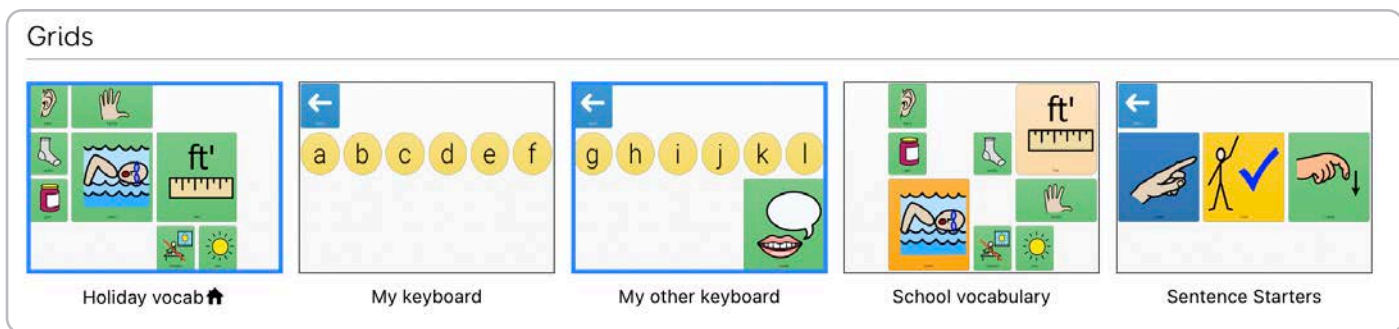 Grids
ft'
a b c d e f
g h i j k l
ft'
Holiday vocab
My keyboard
My other keyboard
School vocabulary
Sentence Starters